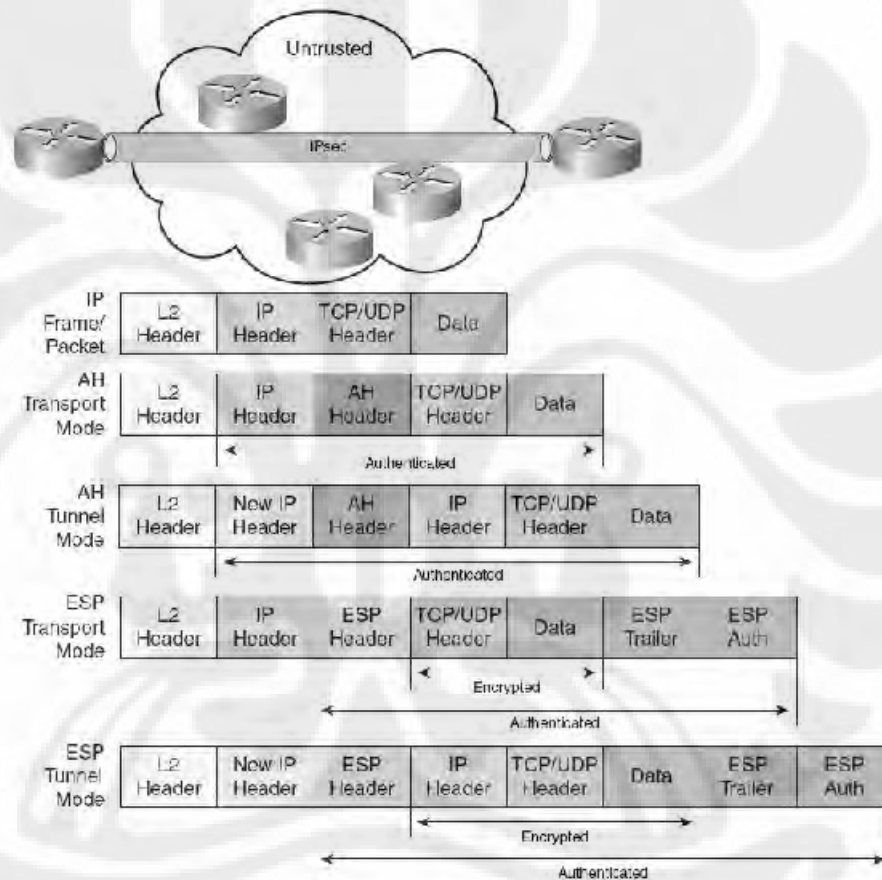 Untrusted
IPsec
IP
Frame/
Packet
L2
Header
IP
Header
TCP/UDP
Header
Data
AH
Transport
Mode
L2
Header
IP
Header
AH
Header
TCP/UDP
Header
Data
Authenticated
AH
Tunnel
Mode
L2
Header
New IP
Header
AH
Header
IP
Header
TCP/UDP
Header
Data
Authenticated
ESP
Transport
Mode
L2
Header
IP
Header
ESP
Header
TCP/UDP
Header
Data
ESP
Trailer
ESP
Auth
Encrypted
Authenticated
ESP
Tunnel
Mode
L2
Header
New IP
Header
ESP
Header
IP
Header
TCP/UDP
Header
Data
ESP
Trailer
ESP
Auth
Encrypted
Authenticated